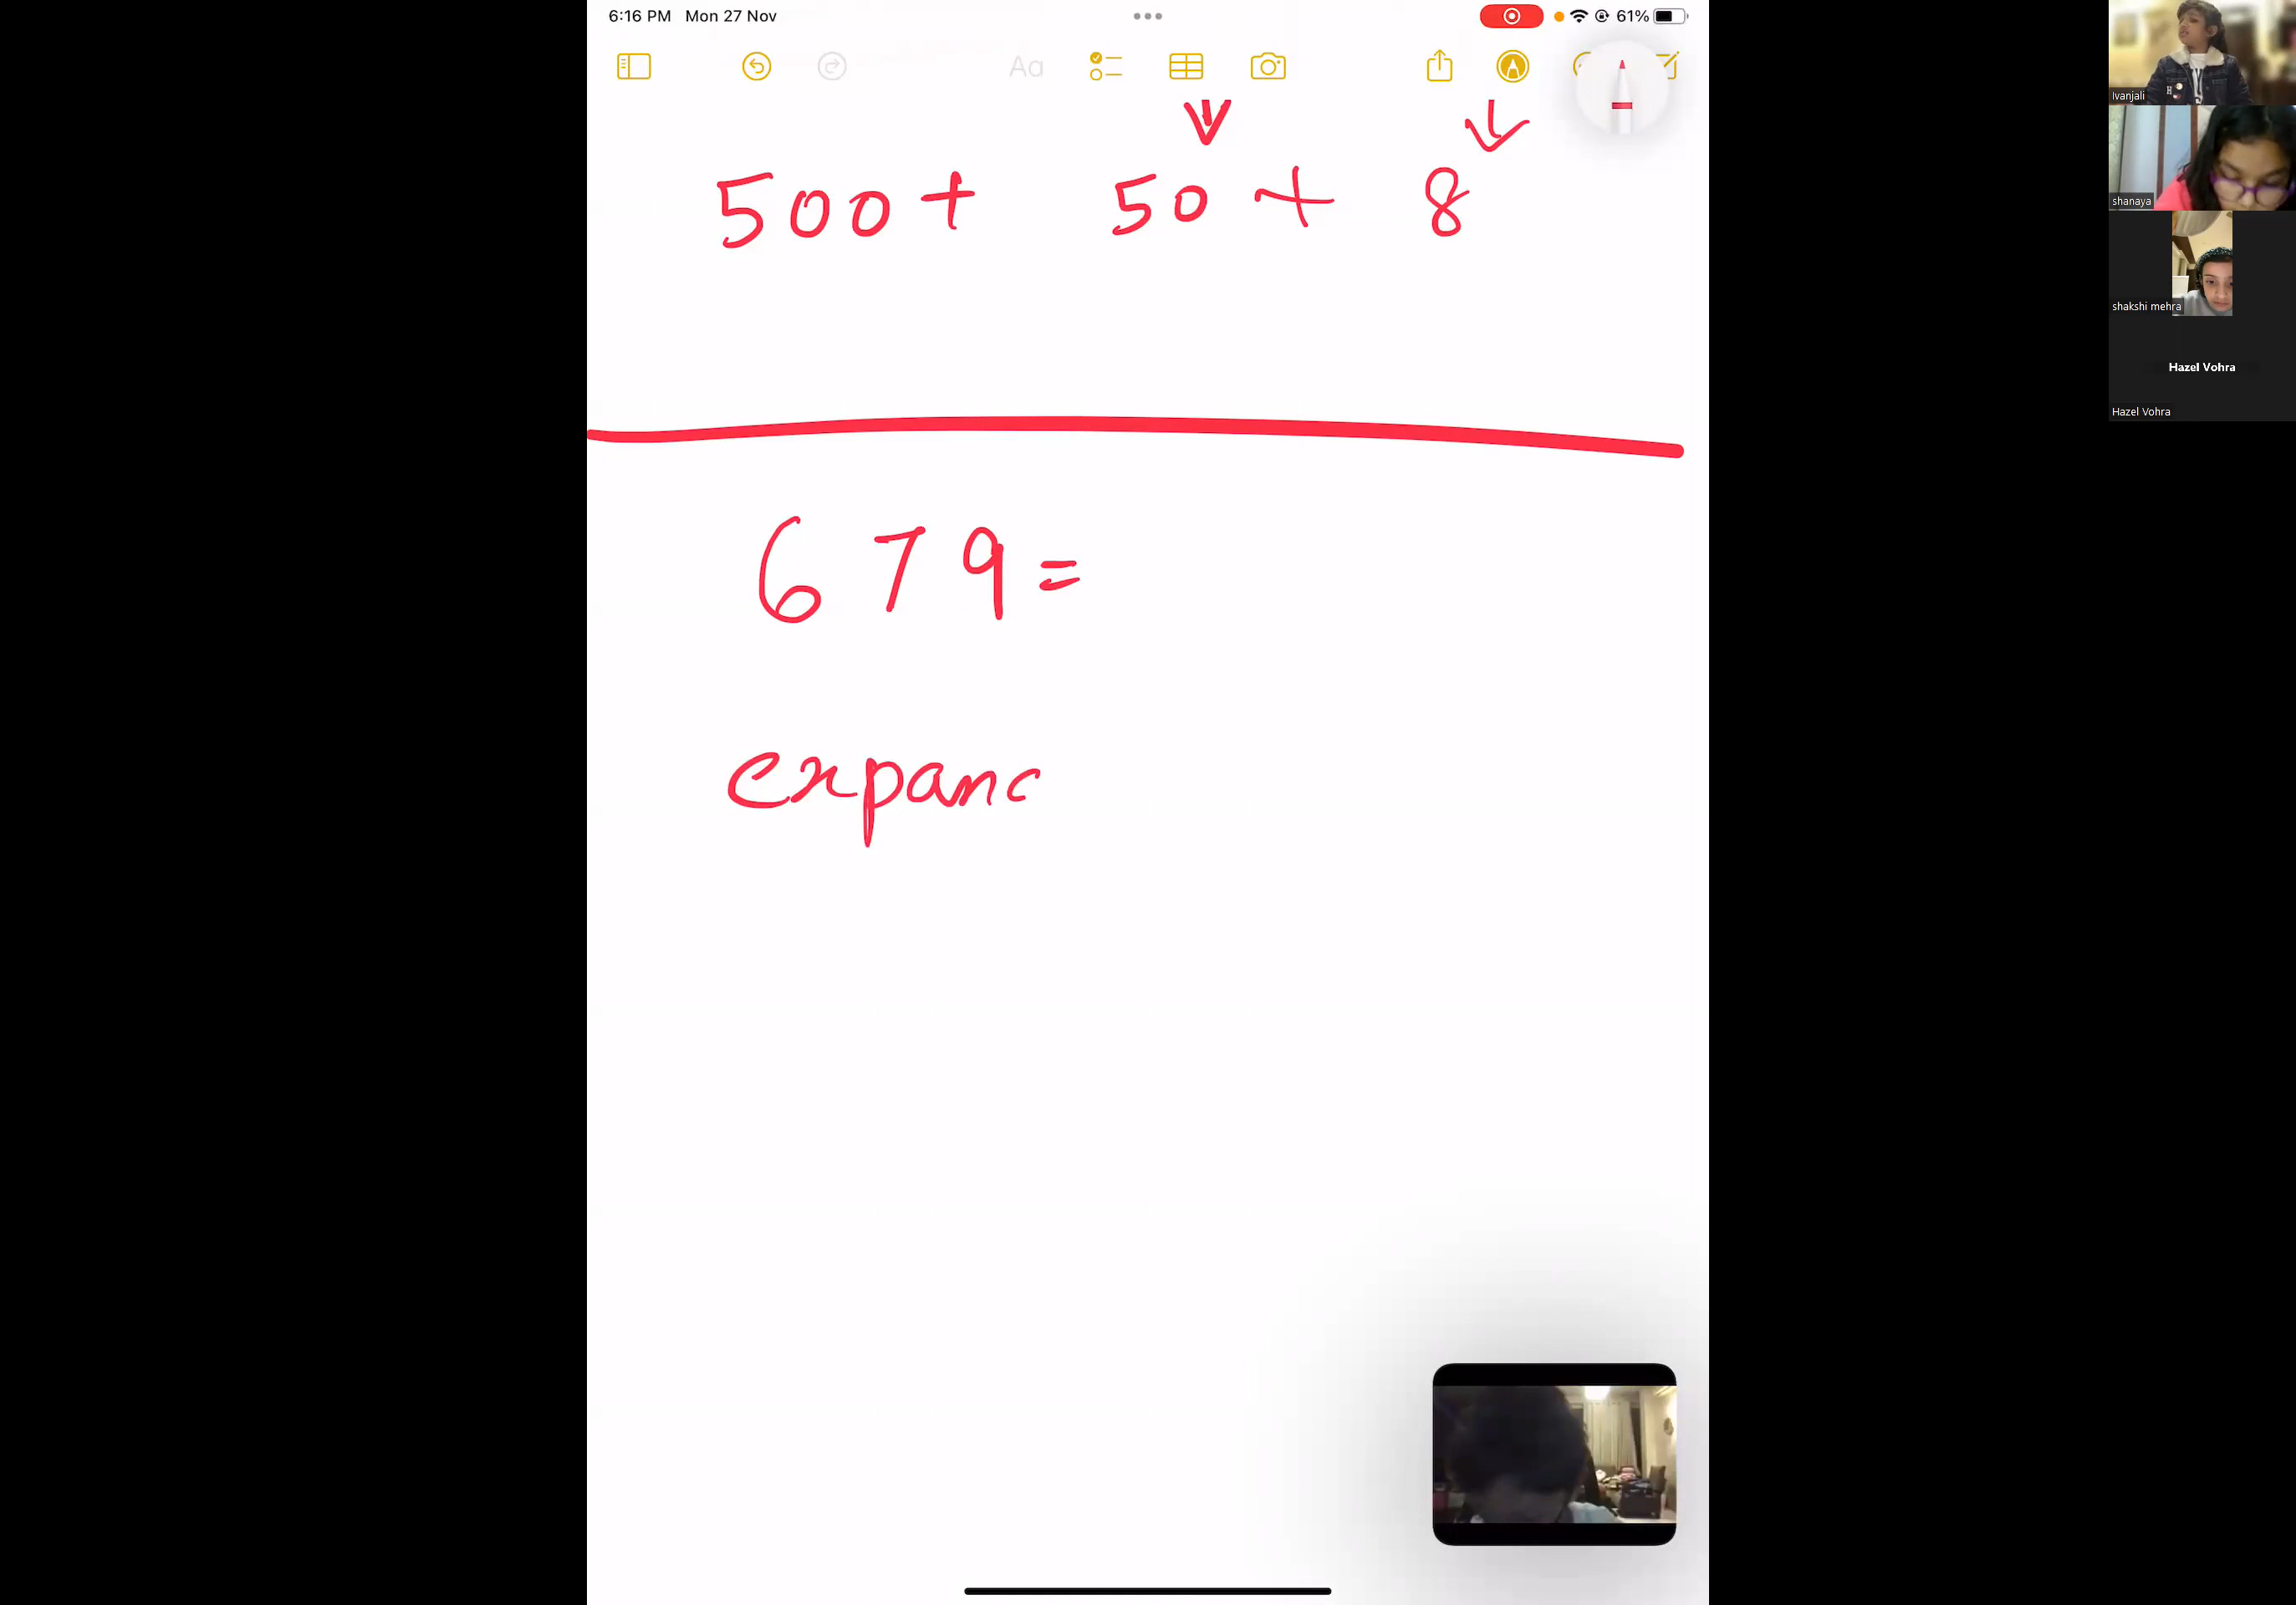 6:16 PM Mon 27 Nov
61%
Aa
500 + 50 + 8
679 =
expanc
Ivanjali
shanaya
shakshi mehra
Hazel Vohra
Hazel Vohra